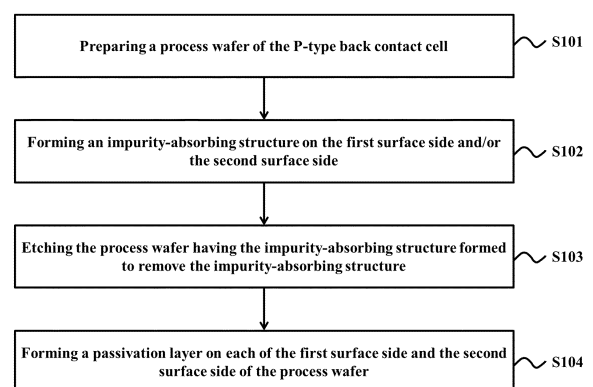 Preparing a process wafer of the P-type back contact cell
S101
Forming an impurity-absorbing structure on the first surface side and/or
the second surface side
S102
Etching the process wafer having the impurity-absorbing structure formed
to remove the impurity-absorbing structure
S103
Forming a passivation layer on each of the first surface side and the second
surface side of the process wafer
S104